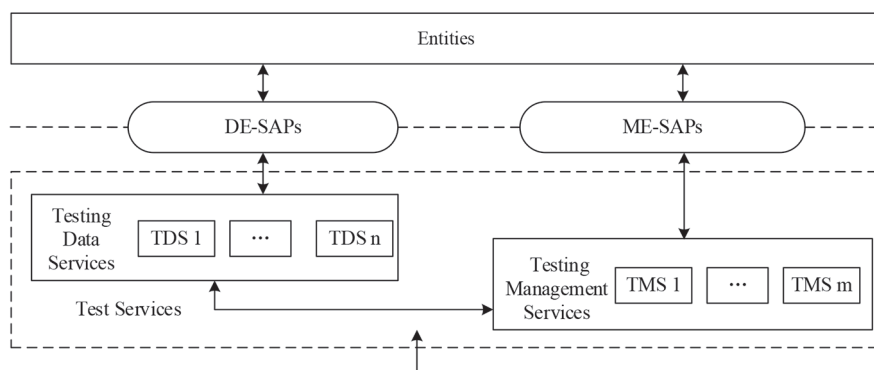 Entities
DE-SAPs
ME-SAPs
Testing
Data
Services
TDS 1
...
TDS n
Testing
Management
Services
TMS 1
...
TMS m
Test Services